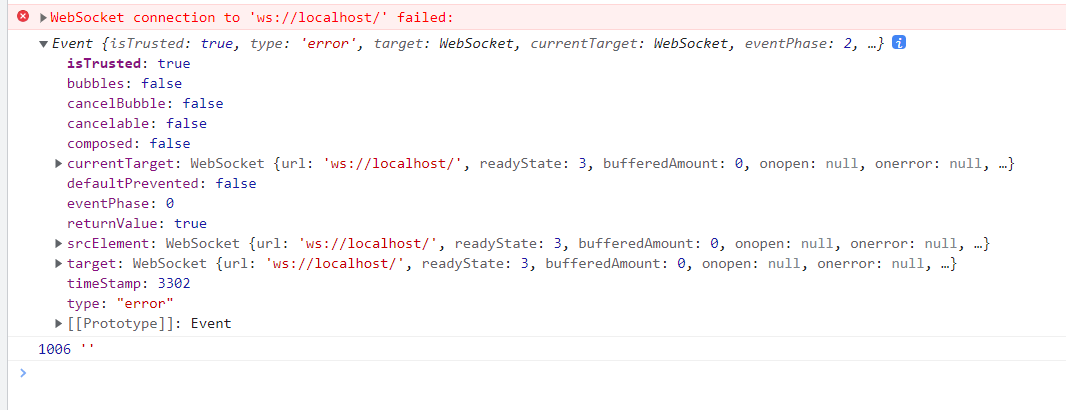 WebSocket connection to 'ws://localhost/' failed:
Event {isTrusted: true, type: 'error', target: WebSocket, currentTarget: WebSocket, eventPhase: 2, …} i
isTrusted: true
bubbles: false
cancelBubble: false
cancelable: false
composed: false
currentTarget: WebSocket {url: 'ws://localhost/', readyState: 3, bufferedAmount: 0, onopen: null, onerror: null, …}
defaultPrevented: false
eventPhase: 0
returnValue: true
srcElement: WebSocket {url: 'ws://localhost/', readyState: 3, bufferedAmount: 0, onopen: null, onerror: null, …}
target: WebSocket {url: 'ws://localhost/', readyState: 3, bufferedAmount: 0, onopen: null, onerror: null, …}
timeStamp: 3302
type: "error"
[[Prototype]]: Event
1006 ''